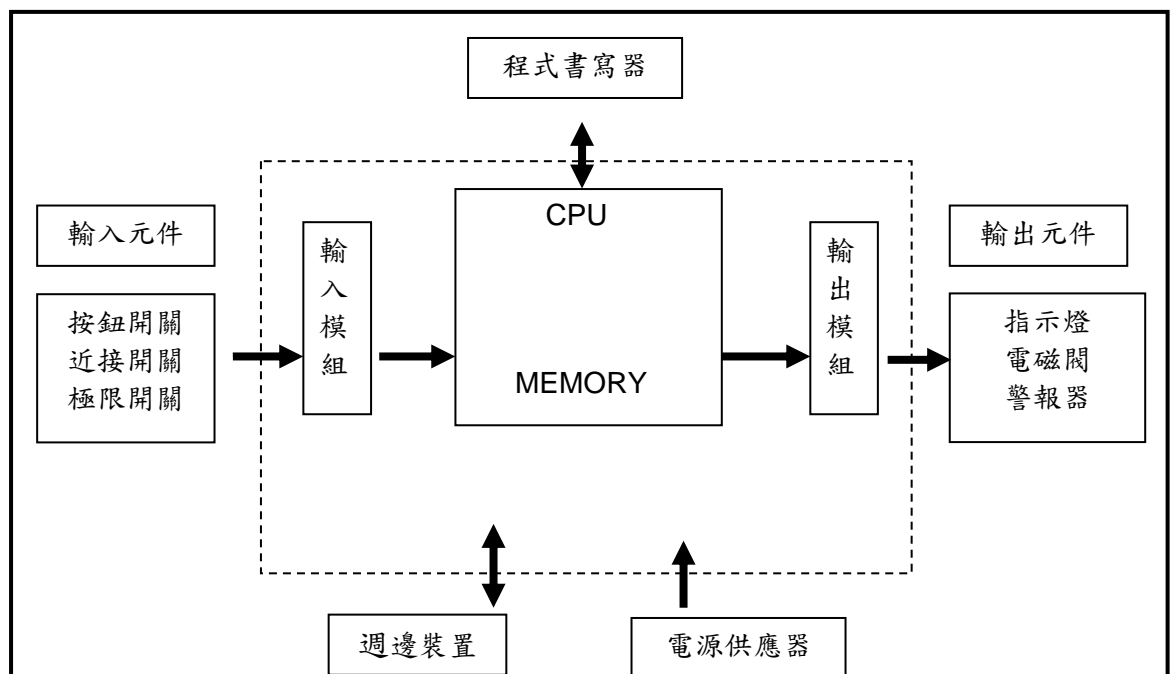 程式書寫器
CPU
MEMORY
輸入元件
按鈕開關
近接開關
極限開關
輸入模組
輸出模組
輸出元件
指示燈
電磁閥
警報器
週邊裝置
電源供應器